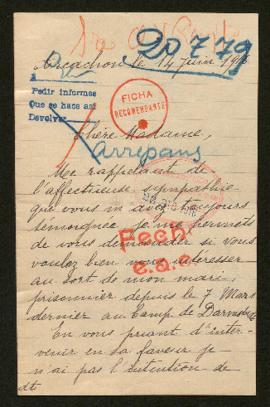 20779
Arcachon le 14 Juin
Pedir informes
Que se hace así
Devolver
FICHA
RECOMENDANTE
Chère Madame,
Arrepaus
Me rappelant de
l'affectueuse sympathie
que vous m'avez toujours
témoignée je me permets
de vous demander si vous
voulez bien vous intéresser
au sort de mon mari
prisonnier depuis le 7 Mars
dernier au camp de
Fech
e.a.c
En vous priant d'inter-
venir en sa faveur je
n'ai pas l'intention de